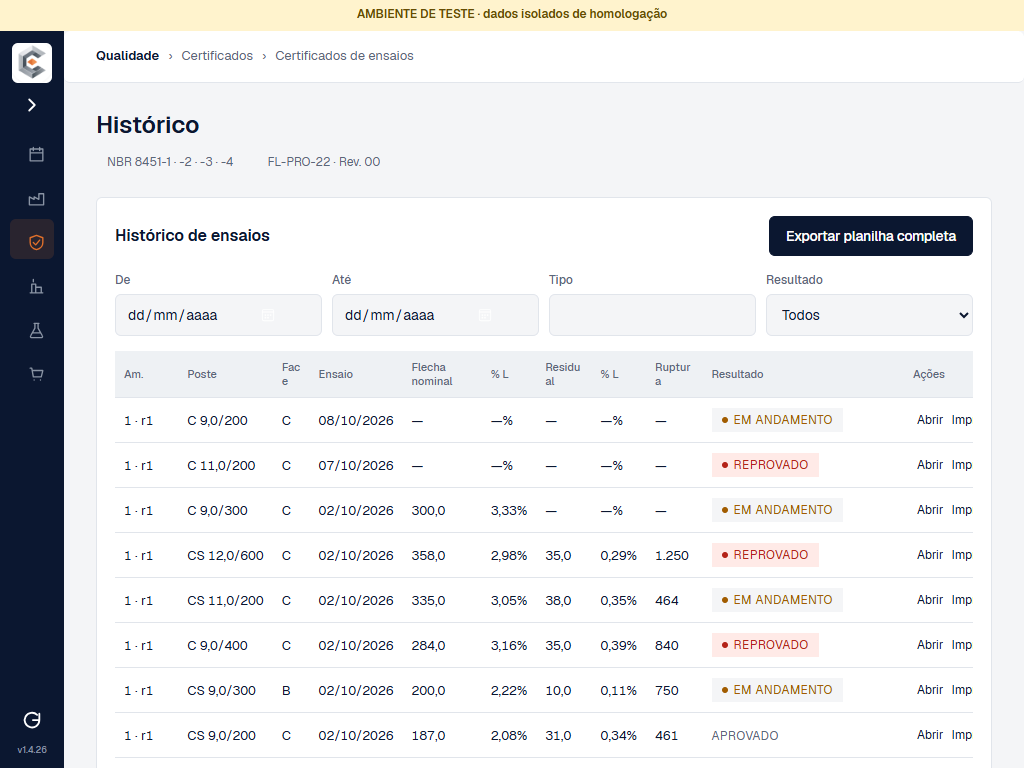 AMBIENTE DE TESTE · dados isolados de homologação
Qualidade › Certificados › Certificados de ensaios
Histórico
NBR 8451-1 · -2 · -3 · -4 FL-PRO-22 · Rev. 00
Histórico de ensaios Exportar planilha completa
De Até Tipo Resultado
dd/mm/aaaa dd/mm/aaaa Todos
Am. Poste Fac
e Ensaio Flecha
nominal % L Residu
al % L Ruptur
a Resultado Ações
1 · r1 C 9,0/200 C 08/10/2026 — —% — —% — EM ANDAMENTO Abrir Imp
1 · r1 C 11,0/200 C 07/10/2026 — —% — —% — REPROVADO Abrir Imp
1 · r1 C 9,0/300 C 02/10/2026 300,0 3,33% — —% — EM ANDAMENTO Abrir Imp
1 · r1 CS 12,0/600 C 02/10/2026 358,0 2,98% 35,0 0,29% 1.250 REPROVADO Abrir Imp
1 · r1 CS 11,0/200 C 02/10/2026 335,0 3,05% 38,0 0,35% 464 EM ANDAMENTO Abrir Imp
1 · r1 C 9,0/400 C 02/10/2026 284,0 3,16% 35,0 0,39% 840 REPROVADO Abrir Imp
1 · r1 CS 9,0/300 B 02/10/2026 200,0 2,22% 10,0 0,11% 750 EM ANDAMENTO Abrir Imp
1 · r1 CS 9,0/200 C 02/10/2026 187,0 2,08% 31,0 0,34% 461 APROVADO Abrir Imp
v1.4.26